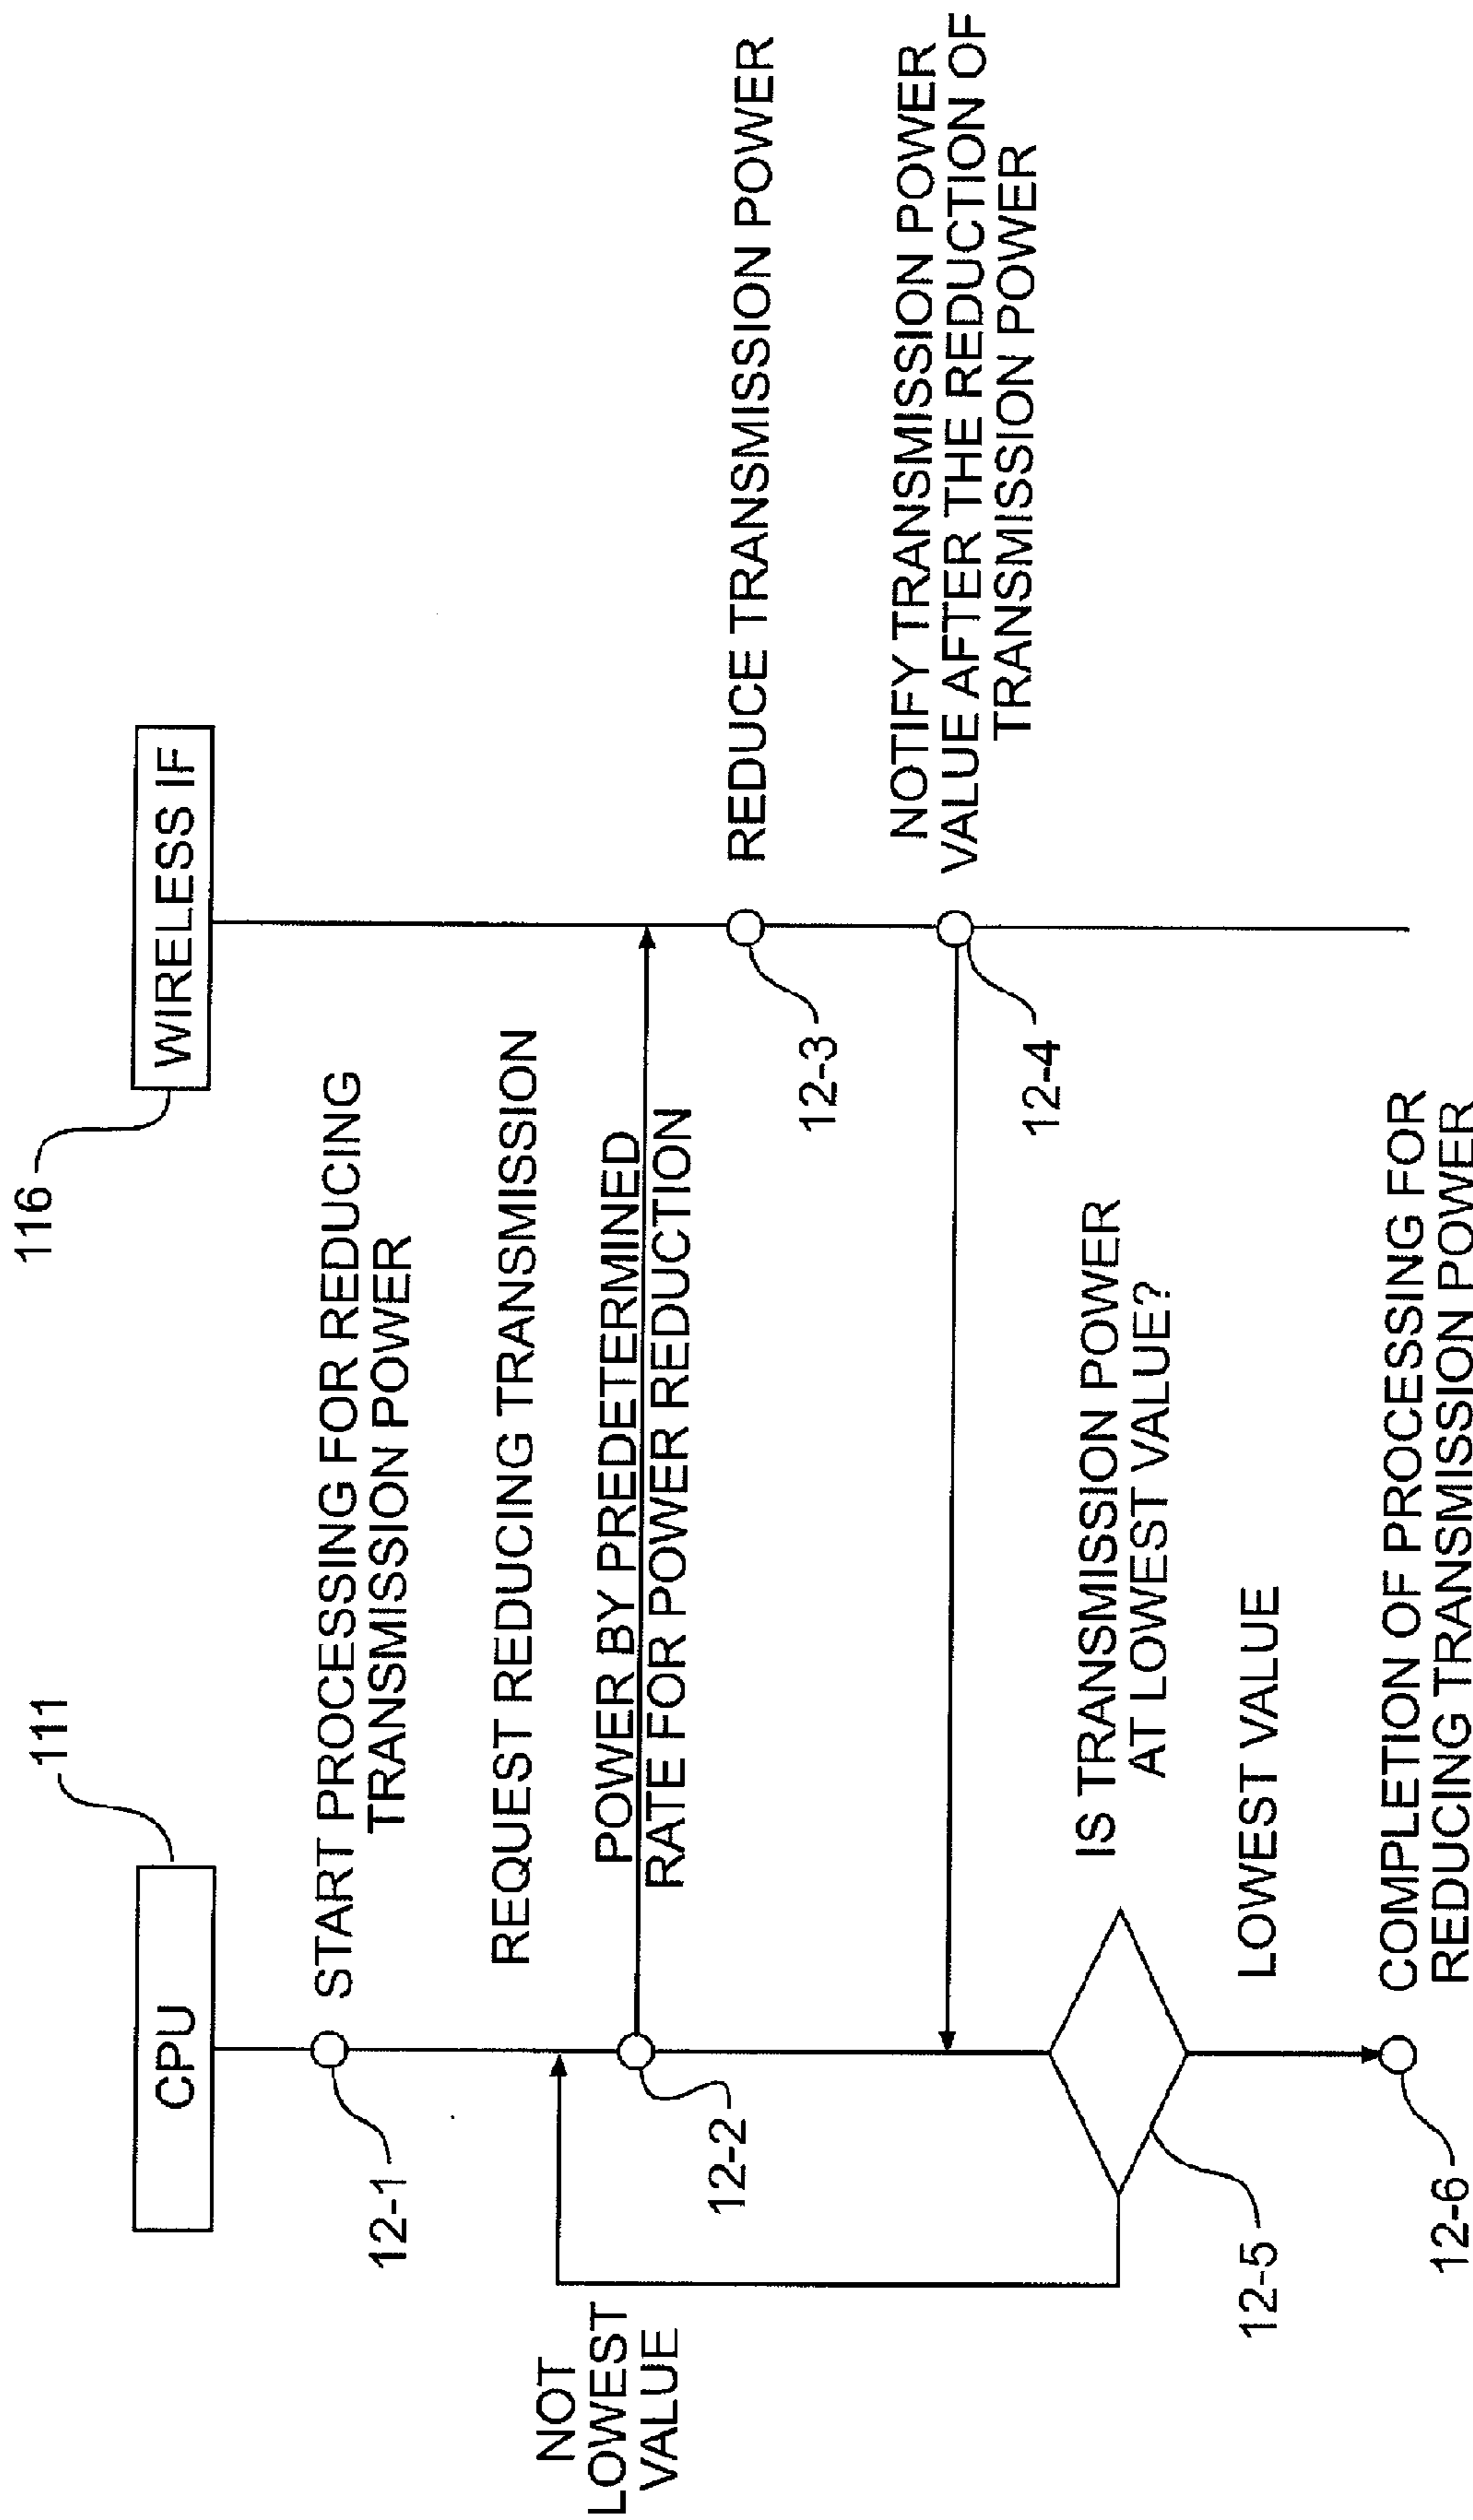 111
116
CPU
WIRELESS IF
12-1
START PROCESSING FOR REDUCING
TRANSMISSION POWER
NOT
LOWEST
VALUE
REQUEST REDUCING TRANSMISSION
POWER BY PREDETERMINED
RATE FOR POWER REDUCTION
12-2
REDUCE TRANSMISSION POWER
12-3
NOTIFY TRANSMISSION POWER
VALUE AFTER THE REDUCTION OF
TRANSMISSION POWER
12-4
IS TRANSMISSION POWER
AT LOWEST VALUE?
12-5
LOWEST VALUE
COMPLETION OF PROCESSING FOR
REDUCING TRANSMISSION POWER
12-6